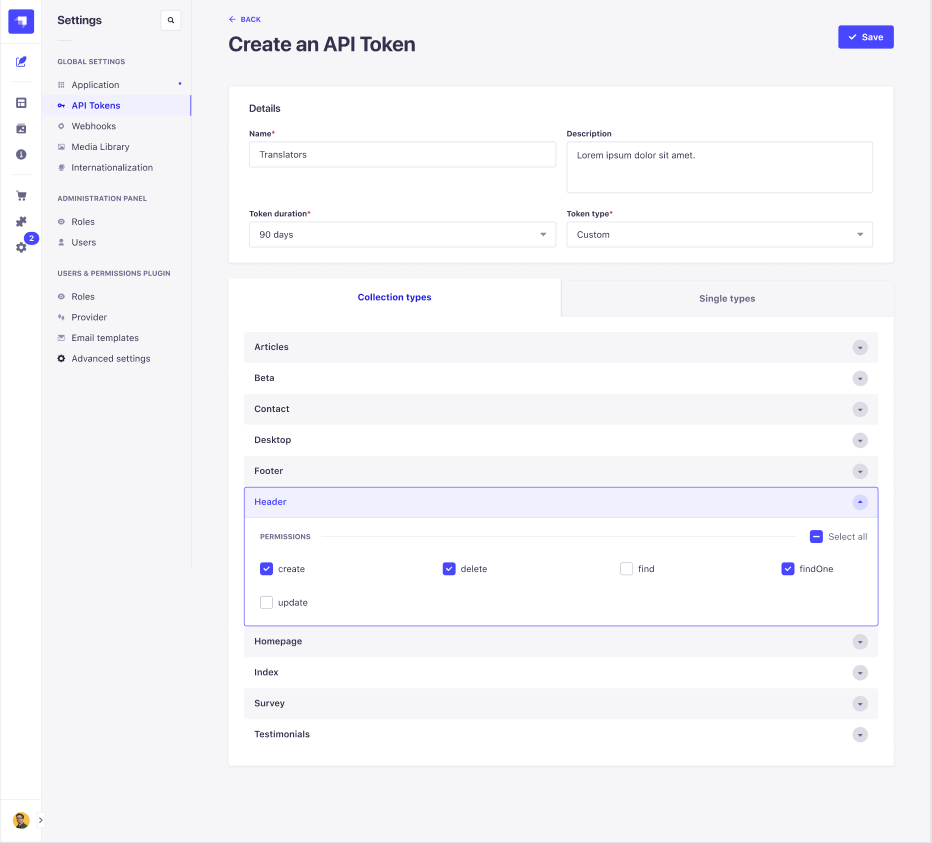 Settings
GLOBAL SETTINGS
Application
API Tokens
Webhooks
Media Library
Internationalization
ADMINISTRATION PANEL
Roles
Users
USERS & PERMISSIONS PLUGIN
Roles
Provider
Email templates
Advanced settings
2
BACK
Create an API Token
Save
Details
Name*
Translators
Description
Lorem ipsum dolor sit amet.
Token duration*
90 days
Token type*
Custom
Collection types
Single types
Articles
Beta
Contact
Desktop
Footer
Header
PERMISSIONS
Select all
create
delete
find
findOne
update
Homepage
Index
Survey
Testimonials